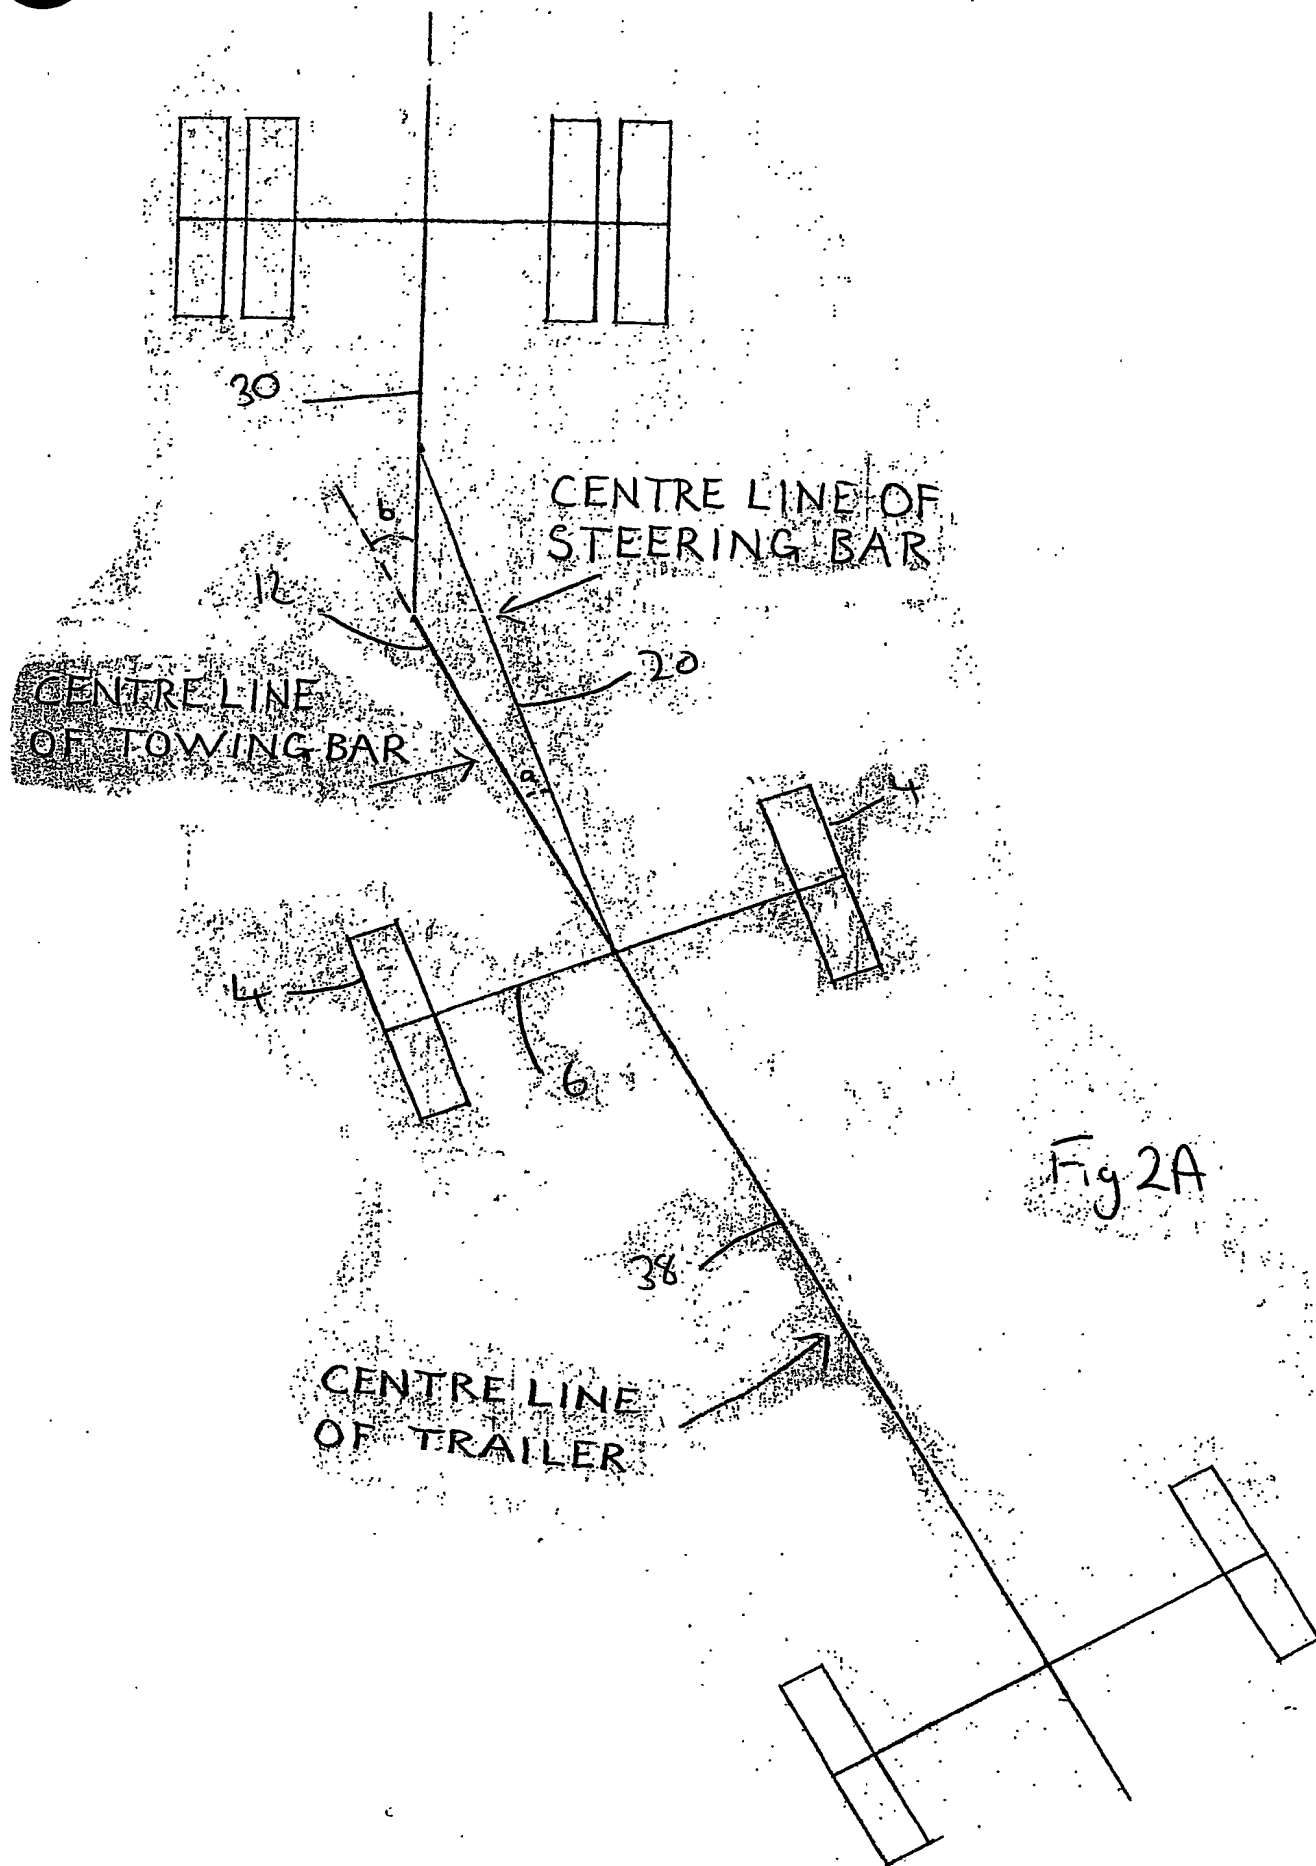 30
b
CENTRE LINE OF
STEERING BAR
12
20
CENTRE LINE
OF TOWING BAR
a
4
4
6
Fig 2A
38
CENTRE LINE
OF TRAILER